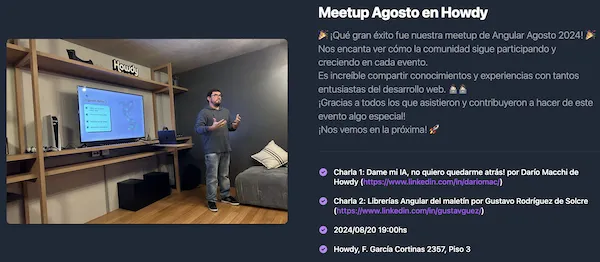 Meetup Agosto en Howdy
🎉 ¡Qué gran éxito fue nuestra meetup de Angular Agosto 2024! 🎉
Nos encanta ver cómo la comunidad sigue participando y
creciendo en cada evento.
Es increíble compartir conocimientos y experiencias con tantos
entusiastas del desarrollo web.
¡Gracias a todos los que asistieron y contribuyeron a hacer de este
evento algo especial!
¡Nos vemos en la próxima! 🚀
Howdy
Charla 1: Dame mi IA, no quiero quedarme atrás! por Darío Macchi de
Howdy (https://www.linkedin.com/in/dariomac/)
Charla 2: Librerías Angular del maletín por Gustavo Rodríguez de Solcre
(https://www.linkedin.com/in/gustavguez/)
2024/08/20 19:00hs
Howdy, F. García Cortinas 2357, Piso 3